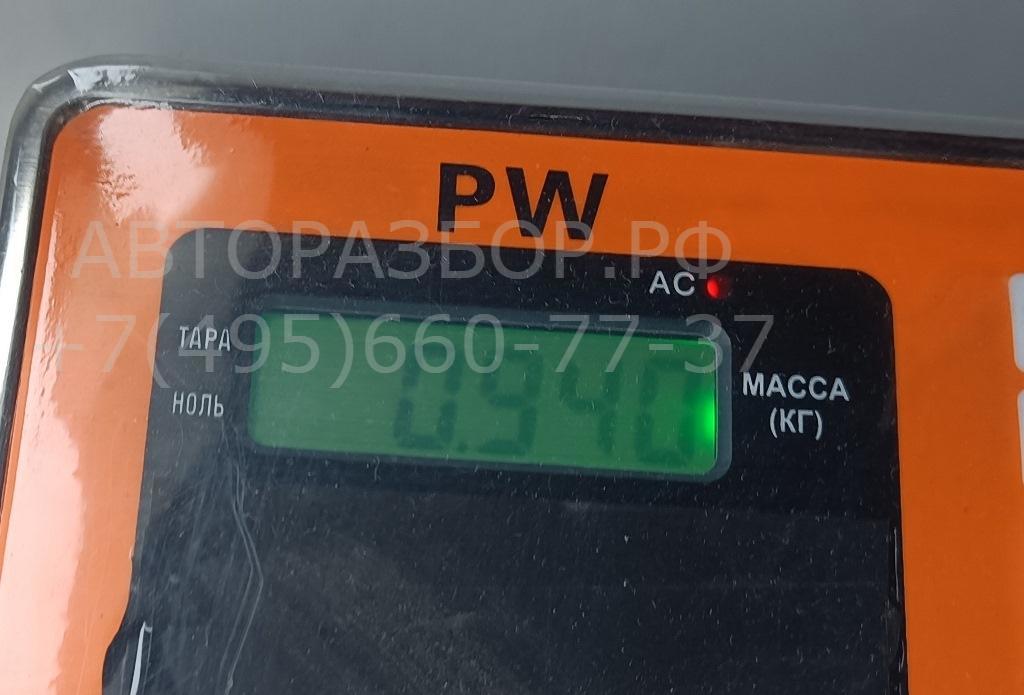 PW
АВТОРАЗБОР.РФ
AC
+7(495)660-77-37
ТАРА
0.940
НОЛЬ
МАССА
(КГ)